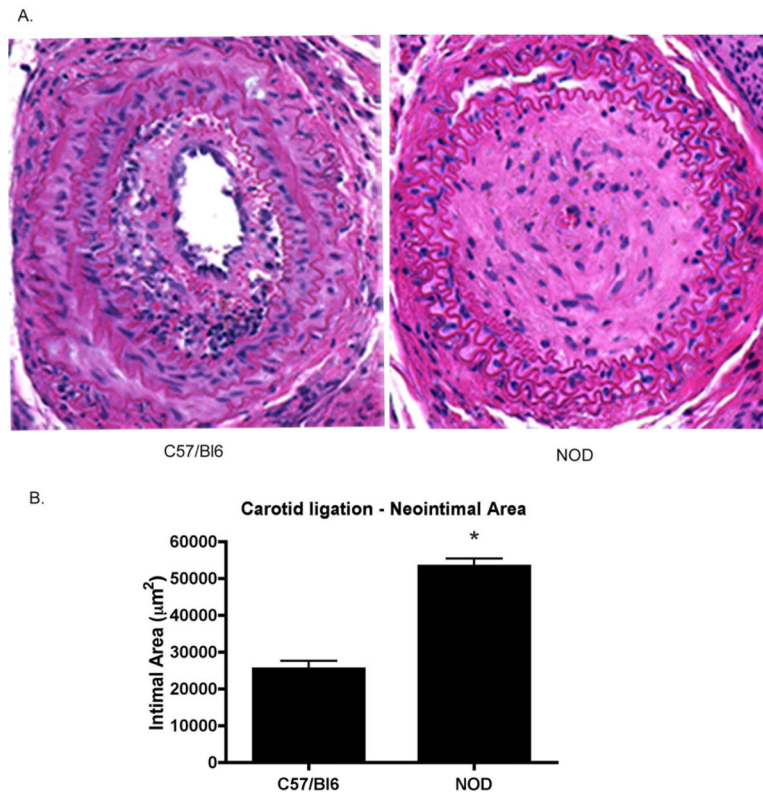 A.
C57/Bl6 NOD
B.
Carotid ligation - Neointimal Area
*
Intimal Area (μm²)
60000
50000
40000
30000
20000
10000
0
C57/Bl6 NOD